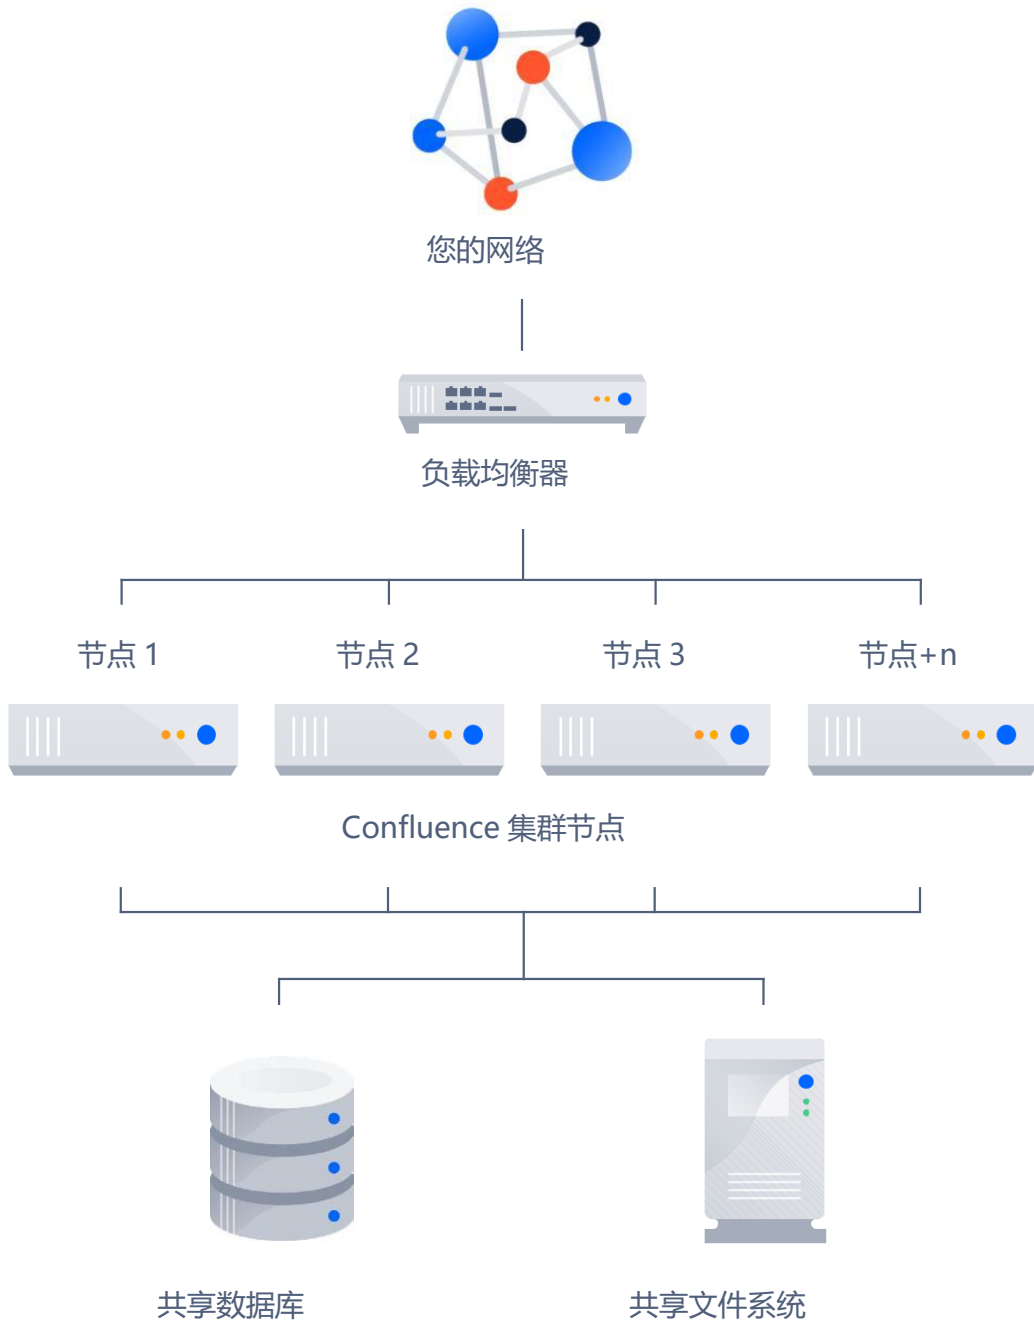 您的网络
负载均衡器
节点 1
节点 2
节点 3
节点+n
Confluence 集群节点
共享数据库
共享文件系统